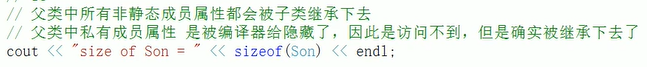 // 父类中所有非静态成员属性都会被子类继承下去
// 父类中私有成员属性 是被编译器给隐藏了，因此是访问不到，但是确实被继承下去了
cout << "size of Son = " << sizeof(Son) << endl;